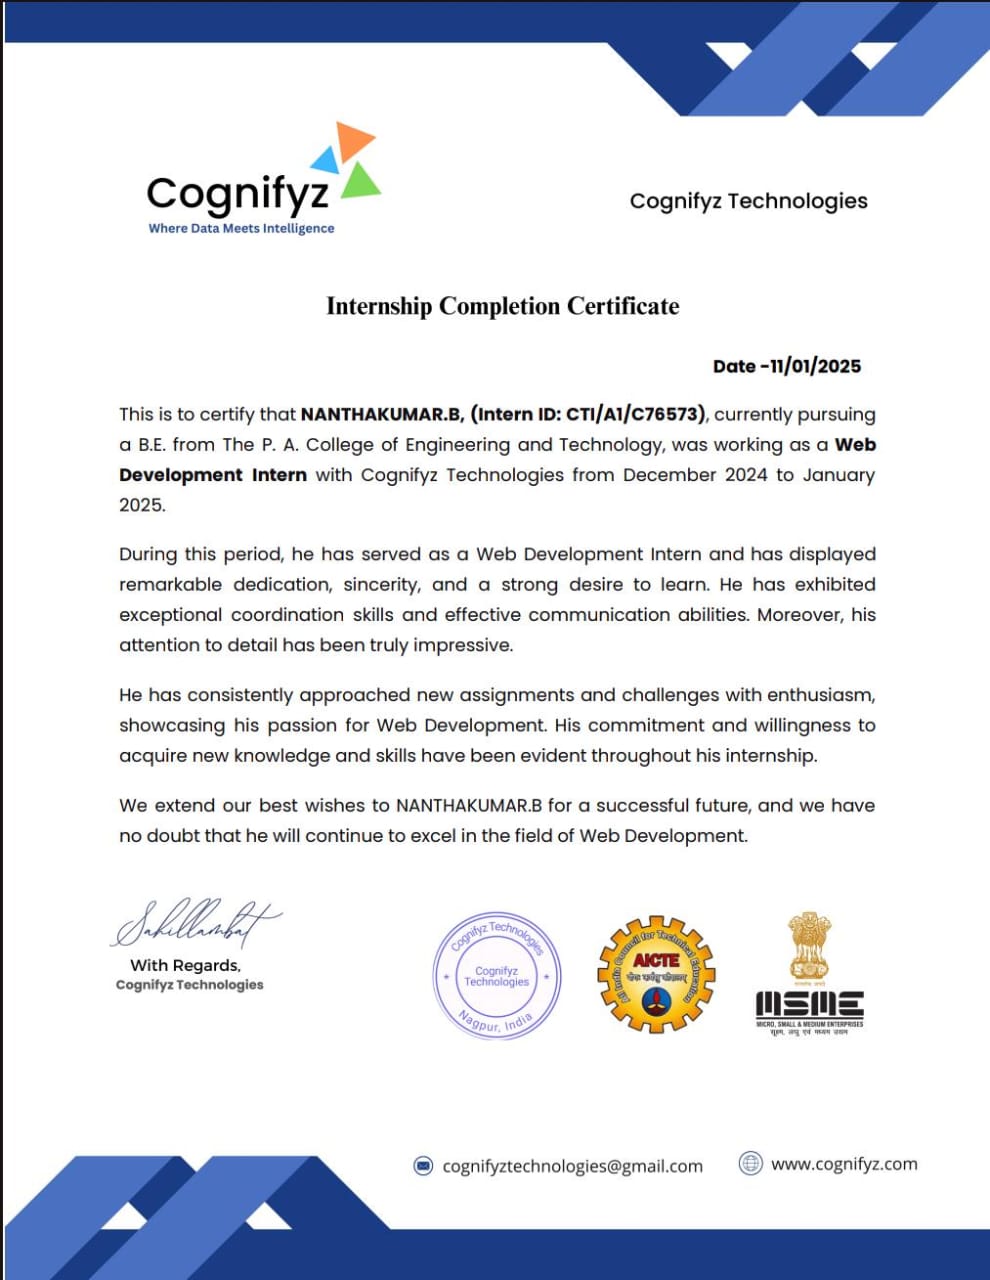 Cognifyz
Where Data Meets Intelligence
Cognifyz Technologies
Internship Completion Certificate
Date -11/01/2025
This is to certify that NANTHAKUMAR.B, (Intern ID: CTI/A1/C76573), currently pursuing
a B.E. from The P. A. College of Engineering and Technology, was working as a Web
Development Intern with Cognifyz Technologies from December 2024 to January
2025.
During this period, he has served as a Web Development Intern and has displayed
remarkable dedication, sincerity, and a strong desire to learn. He has exhibited
exceptional coordination skills and effective communication abilities. Moreover, his
attention to detail has been truly impressive.
He has consistently approached new assignments and challenges with enthusiasm,
showcasing his passion for Web Development. His commitment and willingness to
acquire new knowledge and skills have been evident throughout his internship.
We extend our best wishes to NANTHAKUMAR.B for a successful future, and we have
no doubt that he will continue to excel in the field of Web Development.
With Regards,
Cognifyz Technologies
Cognifyz Technologies
Cognifyz
Technologies
Nagpur, India
All India Council for Technical Education
AICTE
सत्यमेव जयते
MSME
MICRO, SMALL & MEDIUM ENTERPRISES
सूक्ष्म, लघु एवं मध्यम उद्यम
cognifyztechnologies@gmail.com
www.cognifyz.com